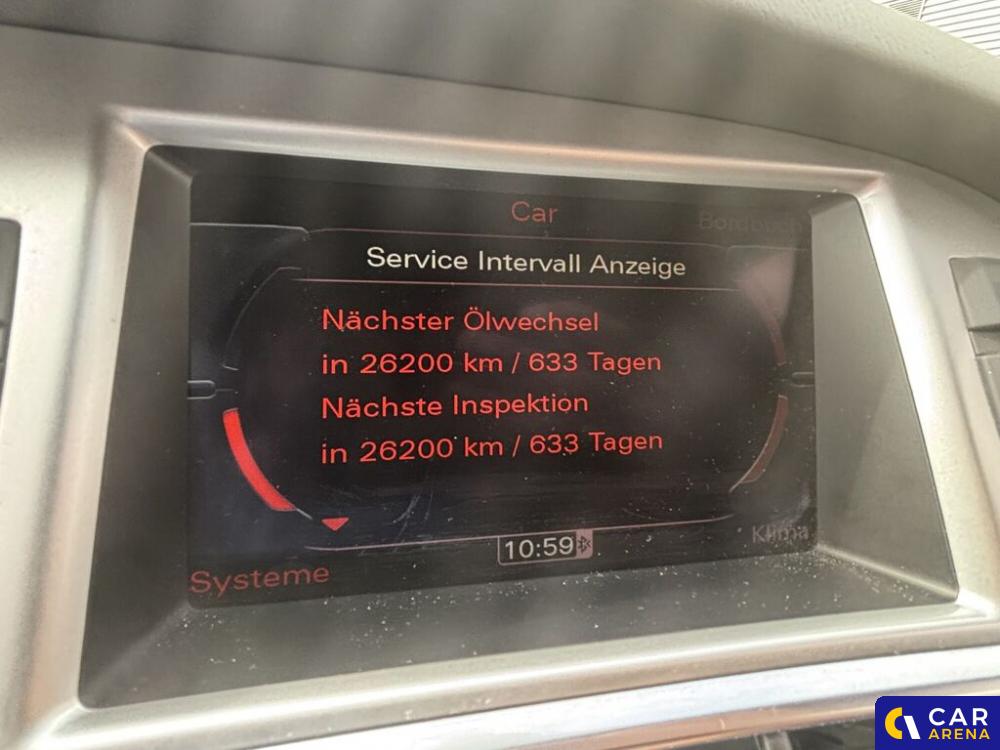 Car
Bordbuch
Service Intervall Anzeige
Nächster Ölwechsel
in 26200 km / 633 Tagen
Nächste Inspektion
in 26200 km / 633 Tagen
10:59
Klima
Systeme
CAR
ARENA